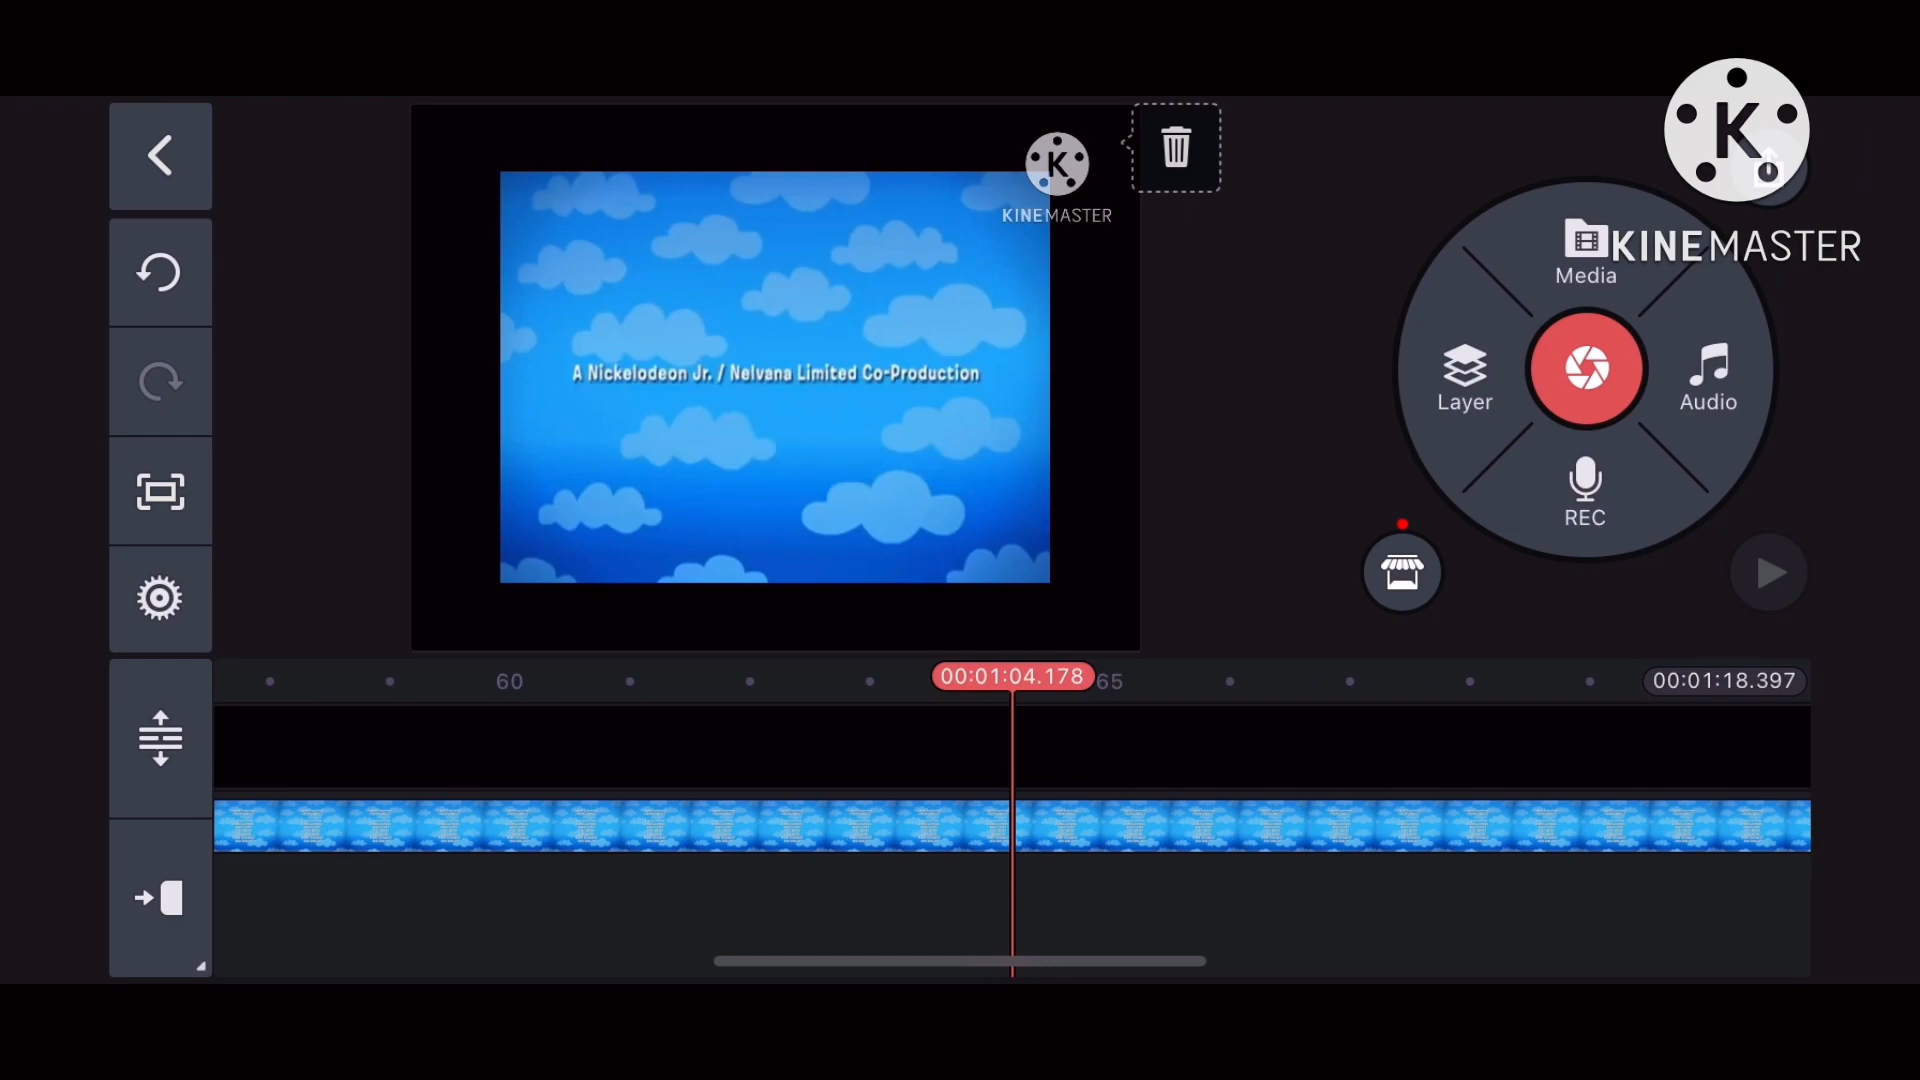 K
KINEMASTER
K
KINEMASTER
Media
A Nickelodeon Jr. / Nelvana Limited Co-Production
Layer
Audio
REC
60
00:01:04.178
65
00:01:18.397